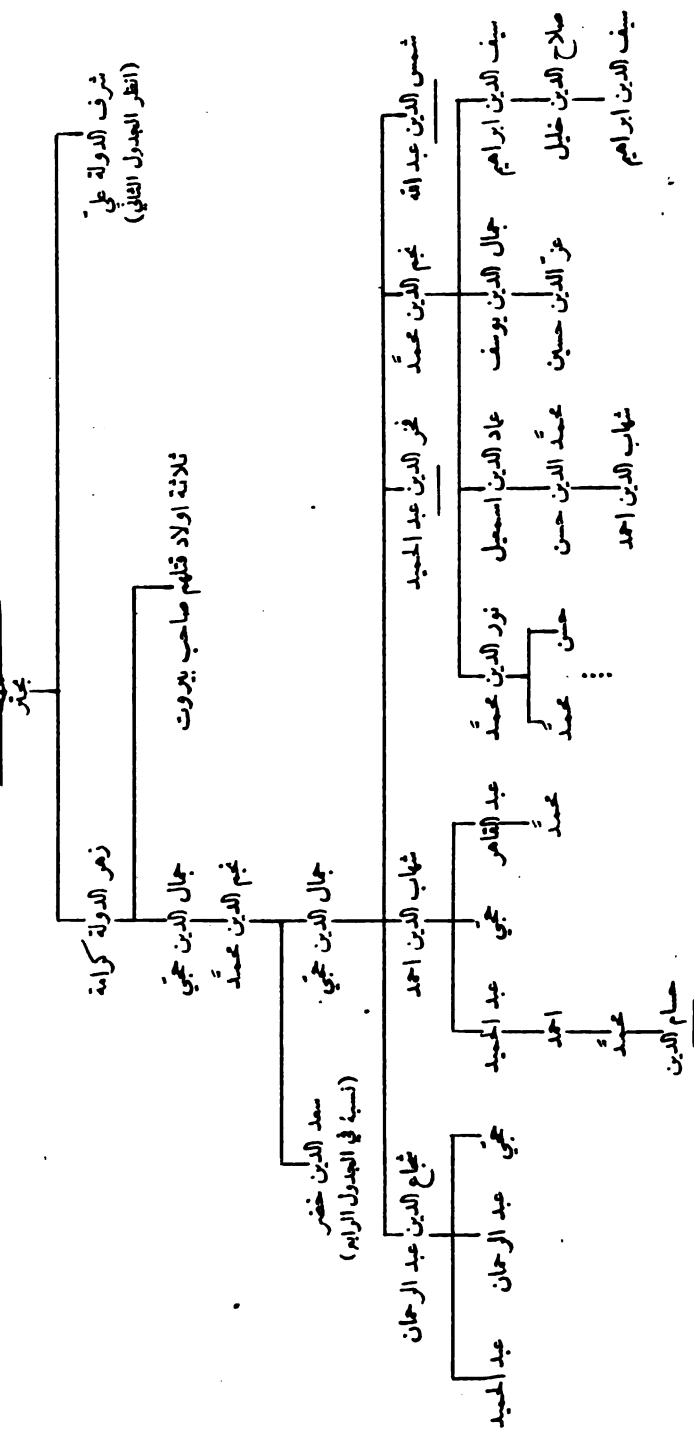 بحتر
شرف الدولة عليّ
(انظر الجدول الثاني)
زهر الدولة كرامة
ثلاثة اولاد قتلهم صاحب بيروت
جمال الدين حجيّ
نجم الدين محمدّ
جمال الدين حجيّ
سعد الدين خضر
(نسبهُ في الجدول الرابع)
شمس الدين عبد الله
نجم الدين محمدّ
فخر الدين عبد الحميد
شهاب الدين احمد
شجاع الدين عبد الرحمان
سيف الدين ابراهيم
جمال الدين يوسف
عماد الدين اسمعيل
نور الدين محمدّ
عبد القاهر
حجيّ
عبد الحميد
حجيّ
عبد الرحمان
عبد الحميد
صلاح الدين خليل
عزّ الدين حسين
محمدّ الدين حسن
حسن
....
محمدّ
محمدّ
احمد
سيف الدين ابراهيم
شهاب الدين احمد
محمدّ
حسام الدين